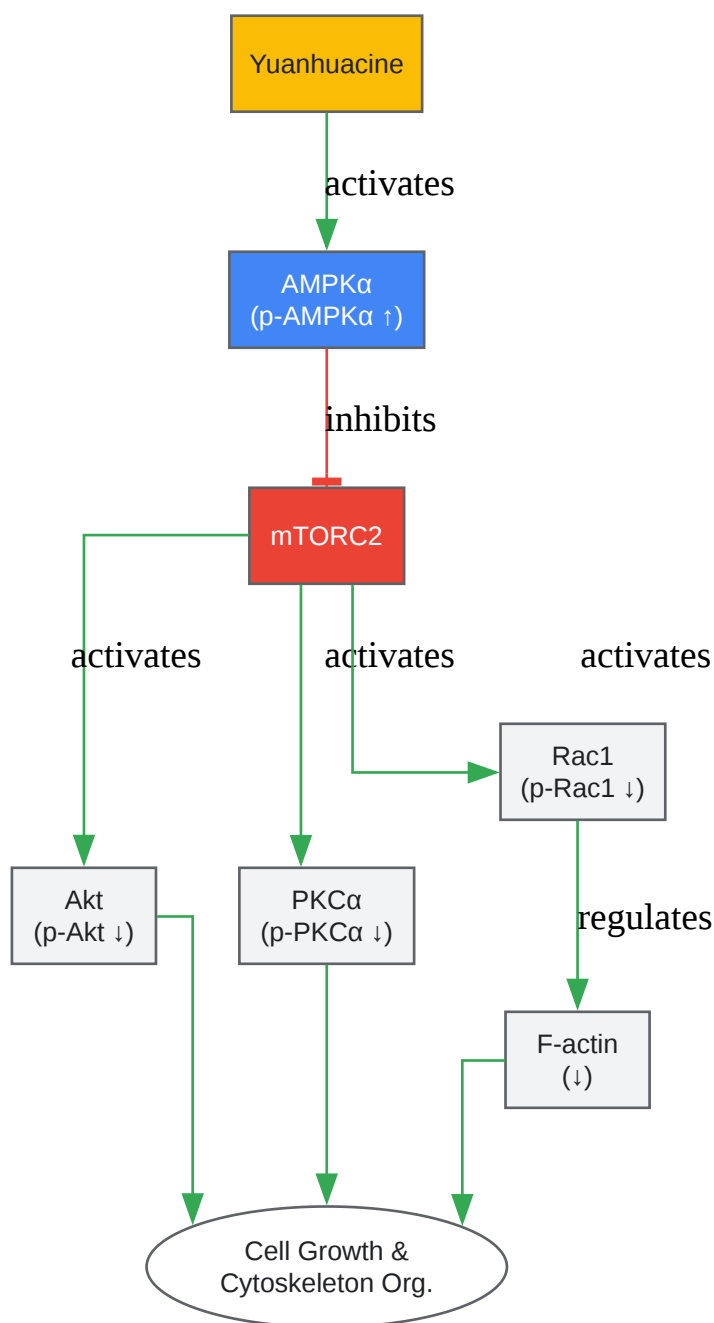 Yuanhuacine
activates
AMPKα
(p-AMPKα ↑)
inhibits
mTORC2
activates
activates
activates
Rac1
(p-Rac1 ↓)
Akt
(p-Akt ↓)
PKCα
(p-PKCα ↓)
regulates
F-actin
(↓)
Cell Growth &
Cytoskeleton Org.